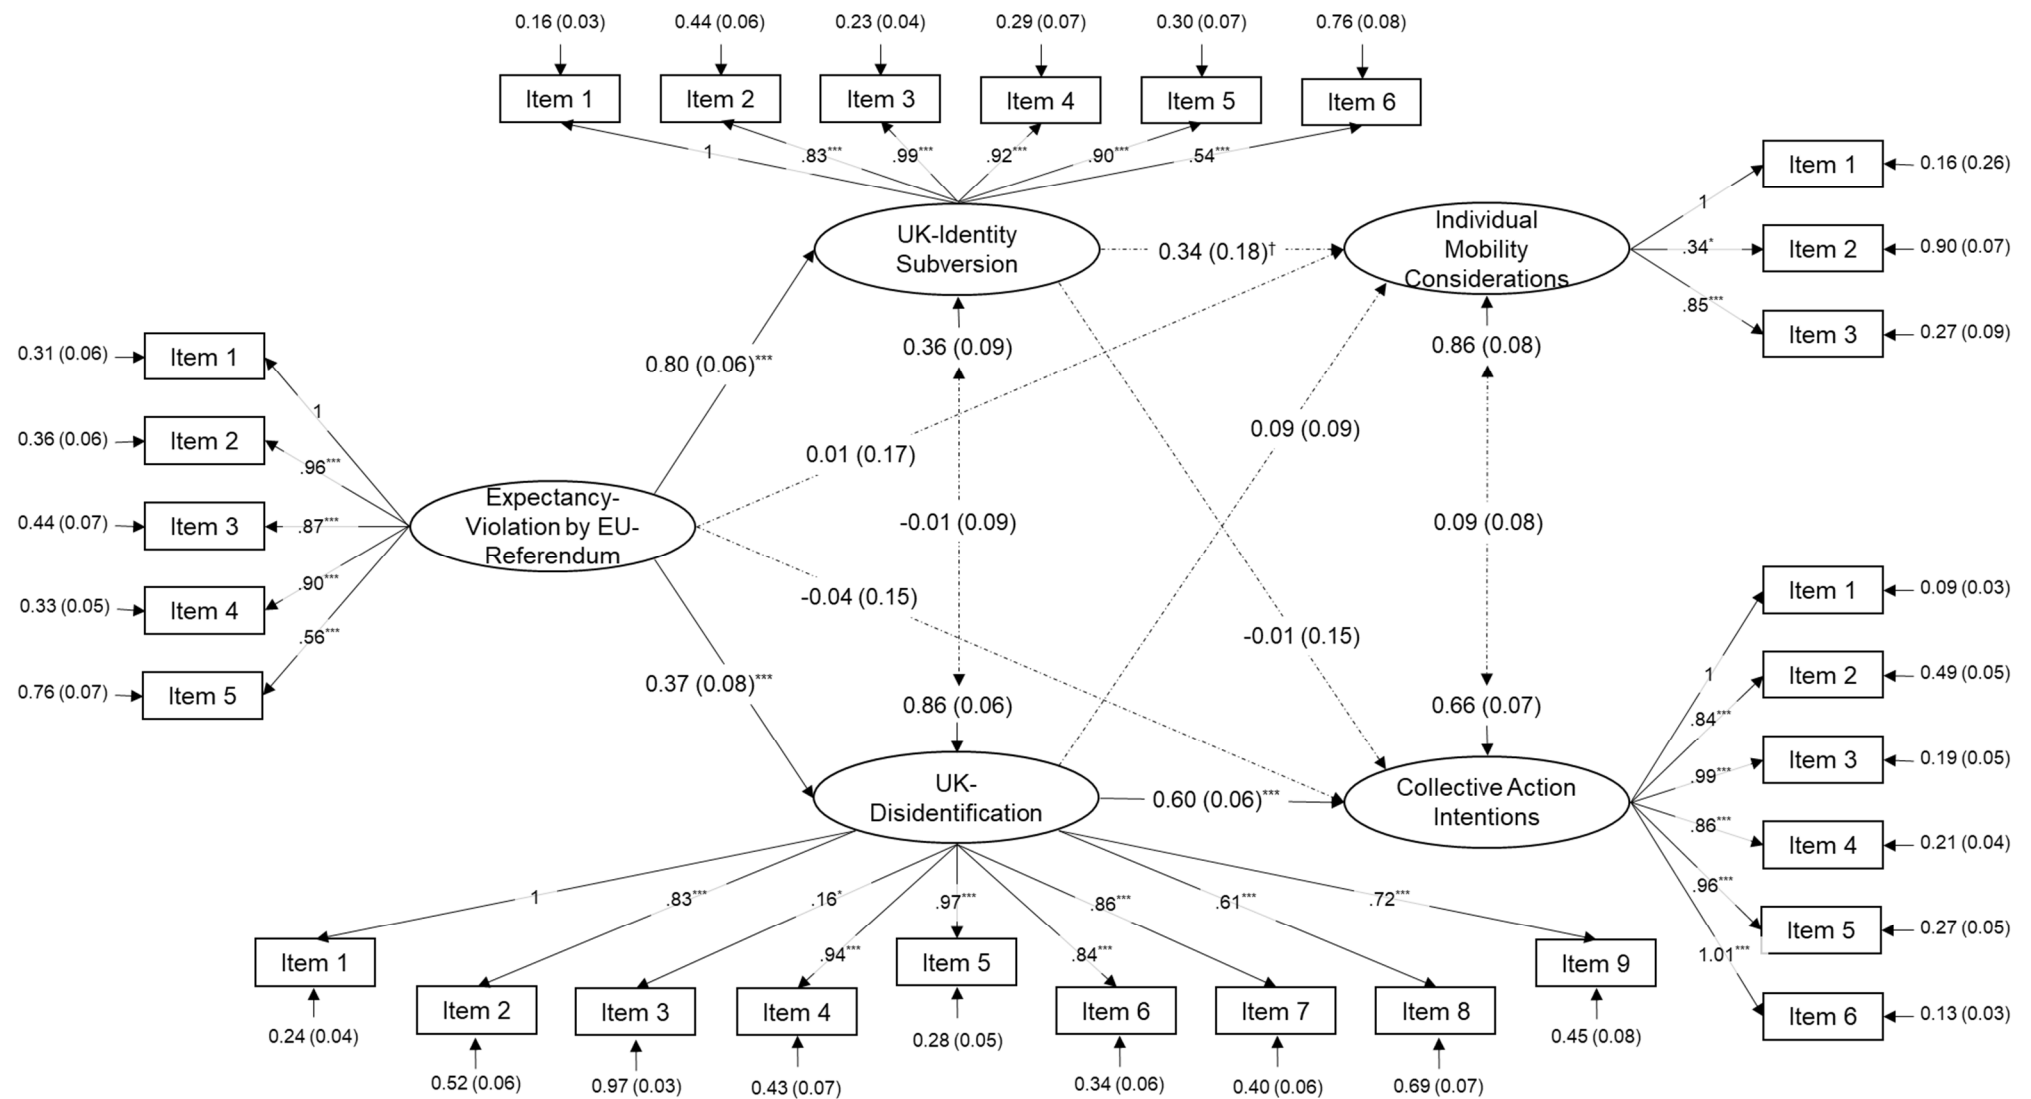 0.16 (0.03)
0.44 (0.06)
0.23 (0.04)
0.29 (0.07)
0.30 (0.07)
0.76 (0.08)
Item 1
Item 2
Item 3
Item 4
Item 5
Item 6
1
.83***
.99***
.92***
.90***
.54***
UK-Identity
Subversion
0.34 (0.18)†
Individual
Mobility
Considerations
1
.34*
.85***
Item 1
0.16 (0.26)
Item 2
0.90 (0.07)
Item 3
0.27 (0.09)
0.31 (0.06)
Item 1
0.36 (0.06)
Item 2
0.44 (0.07)
Item 3
0.33 (0.05)
Item 4
0.76 (0.07)
Item 5
1
.96***
.87***
.90***
.56***
Expectancy-
Violation by EU-
Referendum
0.80 (0.06)***
0.01 (0.17)
-0.04 (0.15)
0.37 (0.08)***
0.36 (0.09)
-0.01 (0.09)
0.86 (0.06)
0.09 (0.09)
-0.01 (0.15)
0.86 (0.08)
0.09 (0.08)
0.66 (0.07)
UK-
Disidentification
0.60 (0.06)***
Collective Action
Intentions
1
.84***
.99***
.86***
.96***
1.01***
Item 1
0.09 (0.03)
Item 2
0.49 (0.05)
Item 3
0.19 (0.05)
Item 4
0.21 (0.04)
Item 5
0.27 (0.05)
Item 6
0.13 (0.03)
1
.83***
.16*
.94***
.97***
.84***
.86***
.61***
.72***
Item 1
Item 2
Item 3
Item 4
Item 5
Item 6
Item 7
Item 8
Item 9
0.24 (0.04)
0.52 (0.06)
0.97 (0.03)
0.43 (0.07)
0.28 (0.05)
0.34 (0.06)
0.40 (0.06)
0.69 (0.07)
0.45 (0.08)